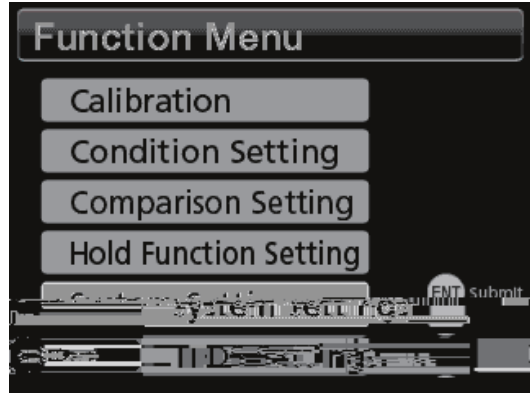 Function Menu
Calibration
Condition Setting
Comparison Setting
Hold Function Setting
ENT Submit